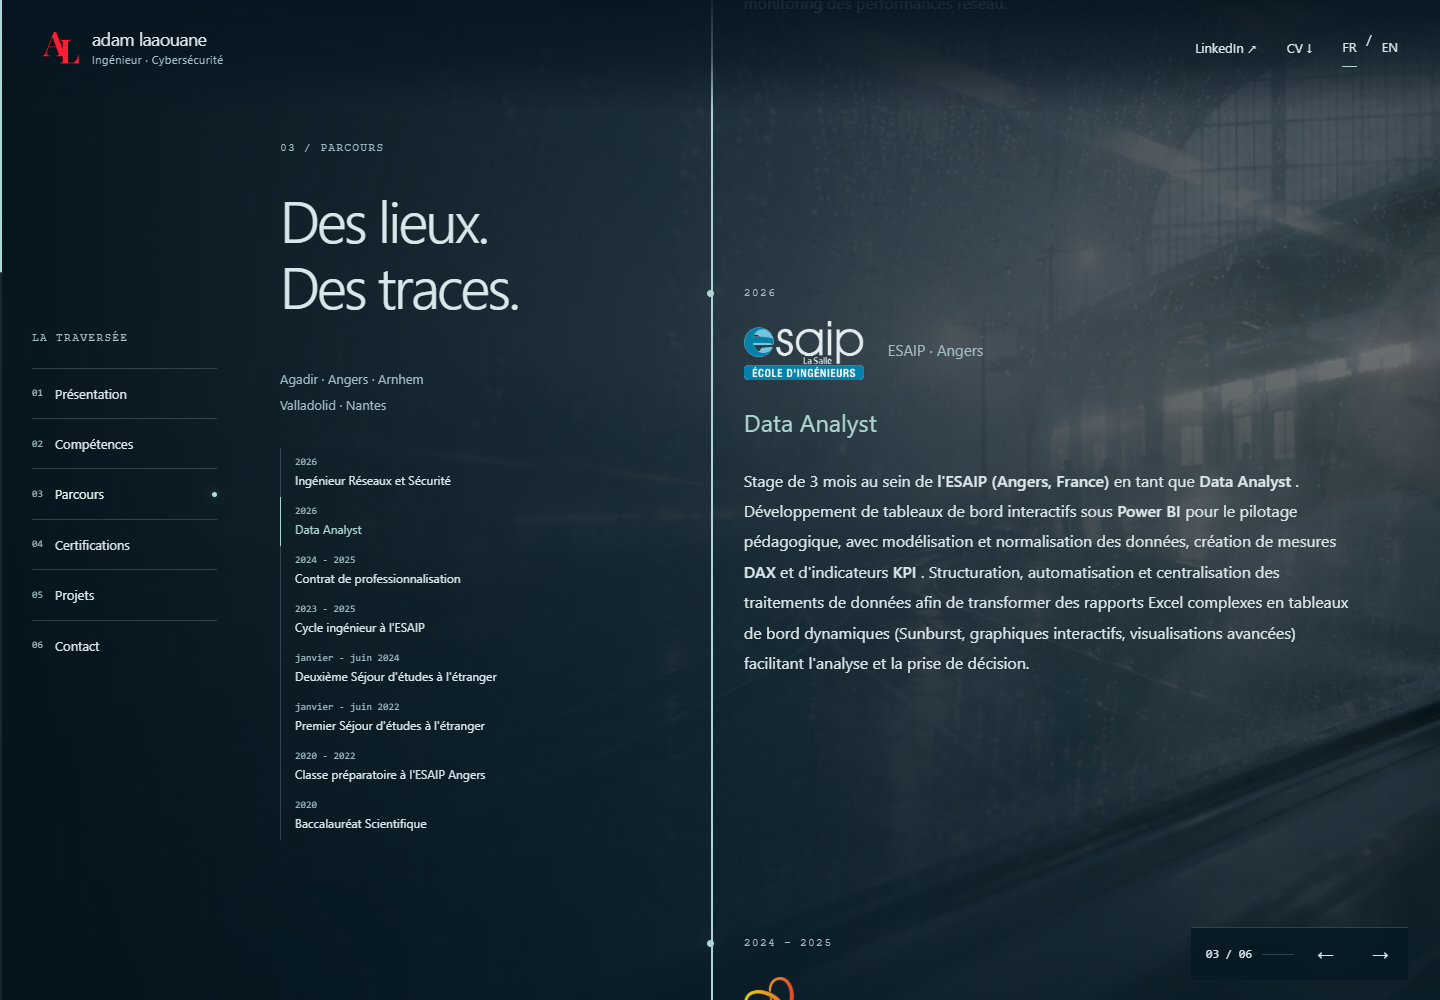 monitoring des performances réseau.
AL
adam laaouane
Ingénieur · Cybersécurité
LinkedIn ↗
CV ↓
FR / EN
03 / PARCOURS
Des lieux.
Des traces.
Agadir · Angers · Arnhem
Valladolid · Nantes
LA TRAVERSÉE
01 Présentation
02 Compétences
03 Parcours
04 Certifications
05 Projets
06 Contact
2026
Ingénieur Réseaux et Sécurité
2026
Data Analyst
2024 - 2025
Contrat de professionnalisation
2023 - 2025
Cycle ingénieur à l'ESAIP
janvier - juin 2024
Deuxième Séjour d'études à l'étranger
janvier - juin 2022
Premier Séjour d'études à l'étranger
2020 - 2022
Classe préparatoire à l'ESAIP Angers
2020
Baccalauréat Scientifique
2026
esaip
La Salle
ÉCOLE D'INGÉNIEURS
ESAIP · Angers
Data Analyst
Stage de 3 mois au sein de l'ESAIP (Angers, France) en tant que Data Analyst .
Développement de tableaux de bord interactifs sous Power BI pour le pilotage
pédagogique, avec modélisation et normalisation des données, création de mesures
DAX et d'indicateurs KPI . Structuration, automatisation et centralisation des
traitements de données afin de transformer des rapports Excel complexes en tableaux
de bord dynamiques (Sunburst, graphiques interactifs, visualisations avancées)
facilitant l'analyse et la prise de décision.
2024 - 2025
03 / 06 ← →